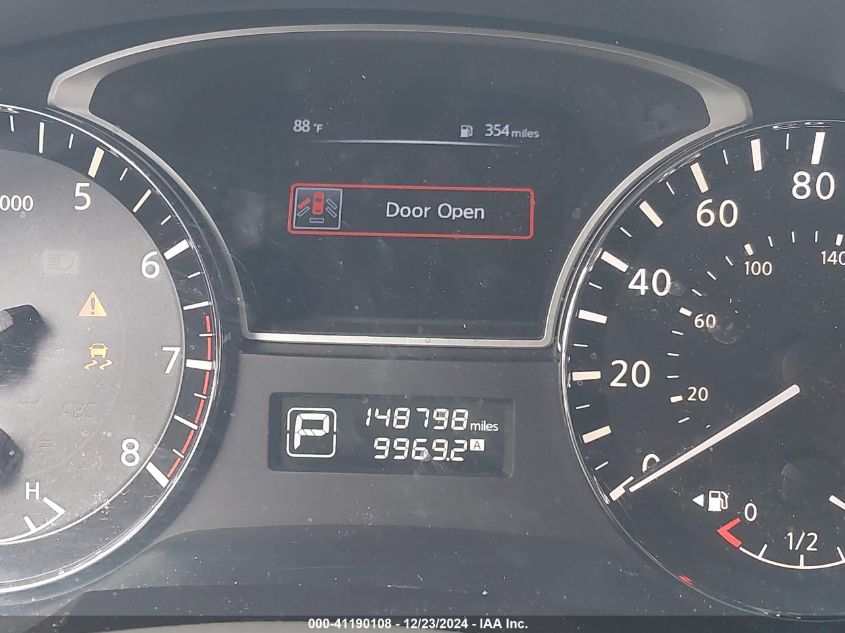 88 °F 354 miles
Door Open
000 5
6
7
8
H
P 148798 miles
9969.2 A
0 20 40 60 80
20 60 100 140
0 1/2
000-41190108 - 12/23/2024 - IAA Inc.